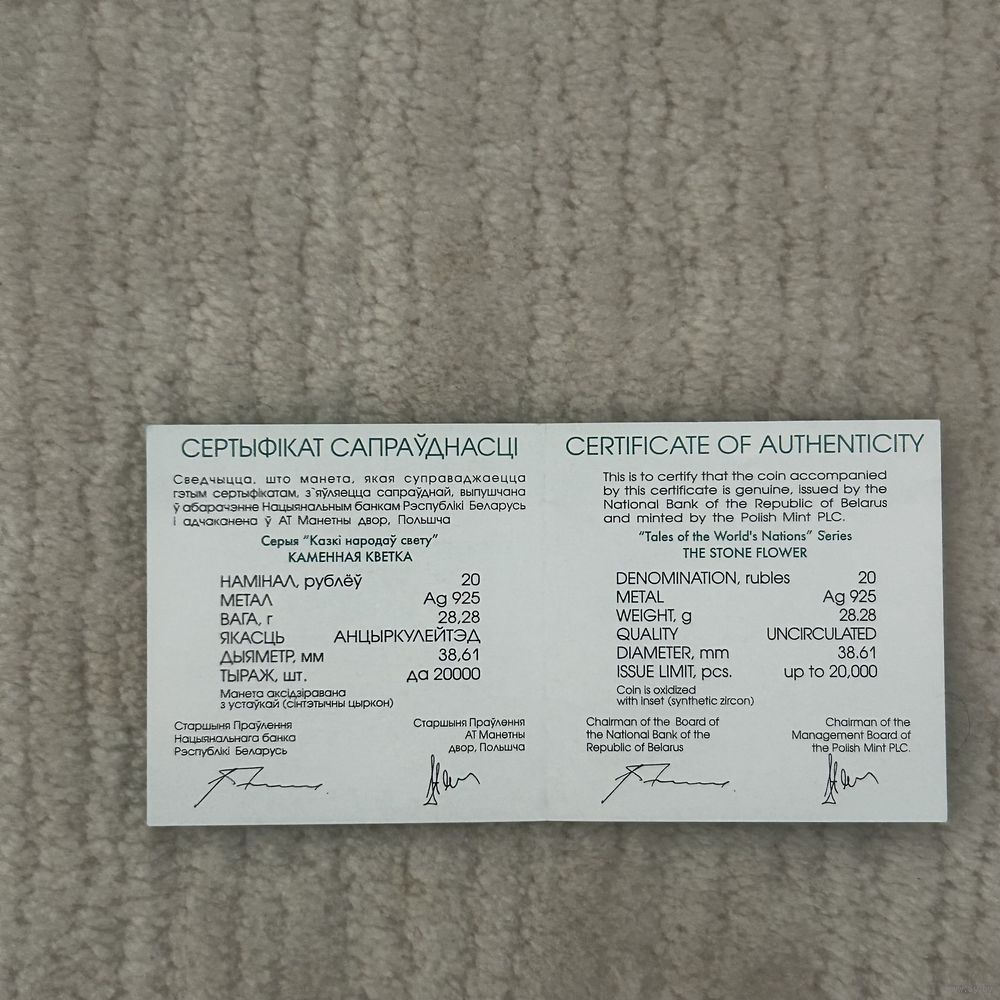 СЕРТЫФІКАТ САПРАЎДНАСЦІ
Сведчыцца, што манета, якая суправаджаецца
гэтым сертыфікатам, з`яўляецца сапраўднай, выпушчана
ў абарачэнне Нацыянальным банкам Рэспублікі Беларусь
і адчаканена ў АТ Манетны двор, Польшча
Серыя "Казкі народаў свету"
КАМЕННАЯ КВЕТКА
НАМІНАЛ, рублёў 20
МЕТАЛ Ag 925
ВАГА, г 28,28
ЯКАСЦЬ АНЦЫРКУЛЕЙТЭД
ДЫЯМЕТР, мм 38,61
ТЫРАЖ, шт. да 20000
Манета аксідзіравана
з устаўкай (сінтэтычны цыркон)
Старшыня Праўлення
Нацыянальнага банка
Рэспублікі Беларусь
Старшыня Праўлення
АТ Манетны
двор, Польшча
CERTIFICATE OF AUTHENTICITY
This is to certify that the coin accompanied
by this certificate is genuine, issued by the
National Bank of the Republic of Belarus
and minted by the Polish Mint PLC.
"Tales of the World's Nations" Series
THE STONE FLOWER
DENOMINATION, rubles 20
METAL Ag 925
WEIGHT, g 28.28
QUALITY UNCIRCULATED
DIAMETER, mm 38.61
ISSUE LIMIT, pcs. up to 20,000
Coin is oxidized
with inset (synthetic zircon)
Chairman of the Board of
the National Bank of the
Republic of Belarus
Chairman of the
Management Board of
the Polish Mint PLC.